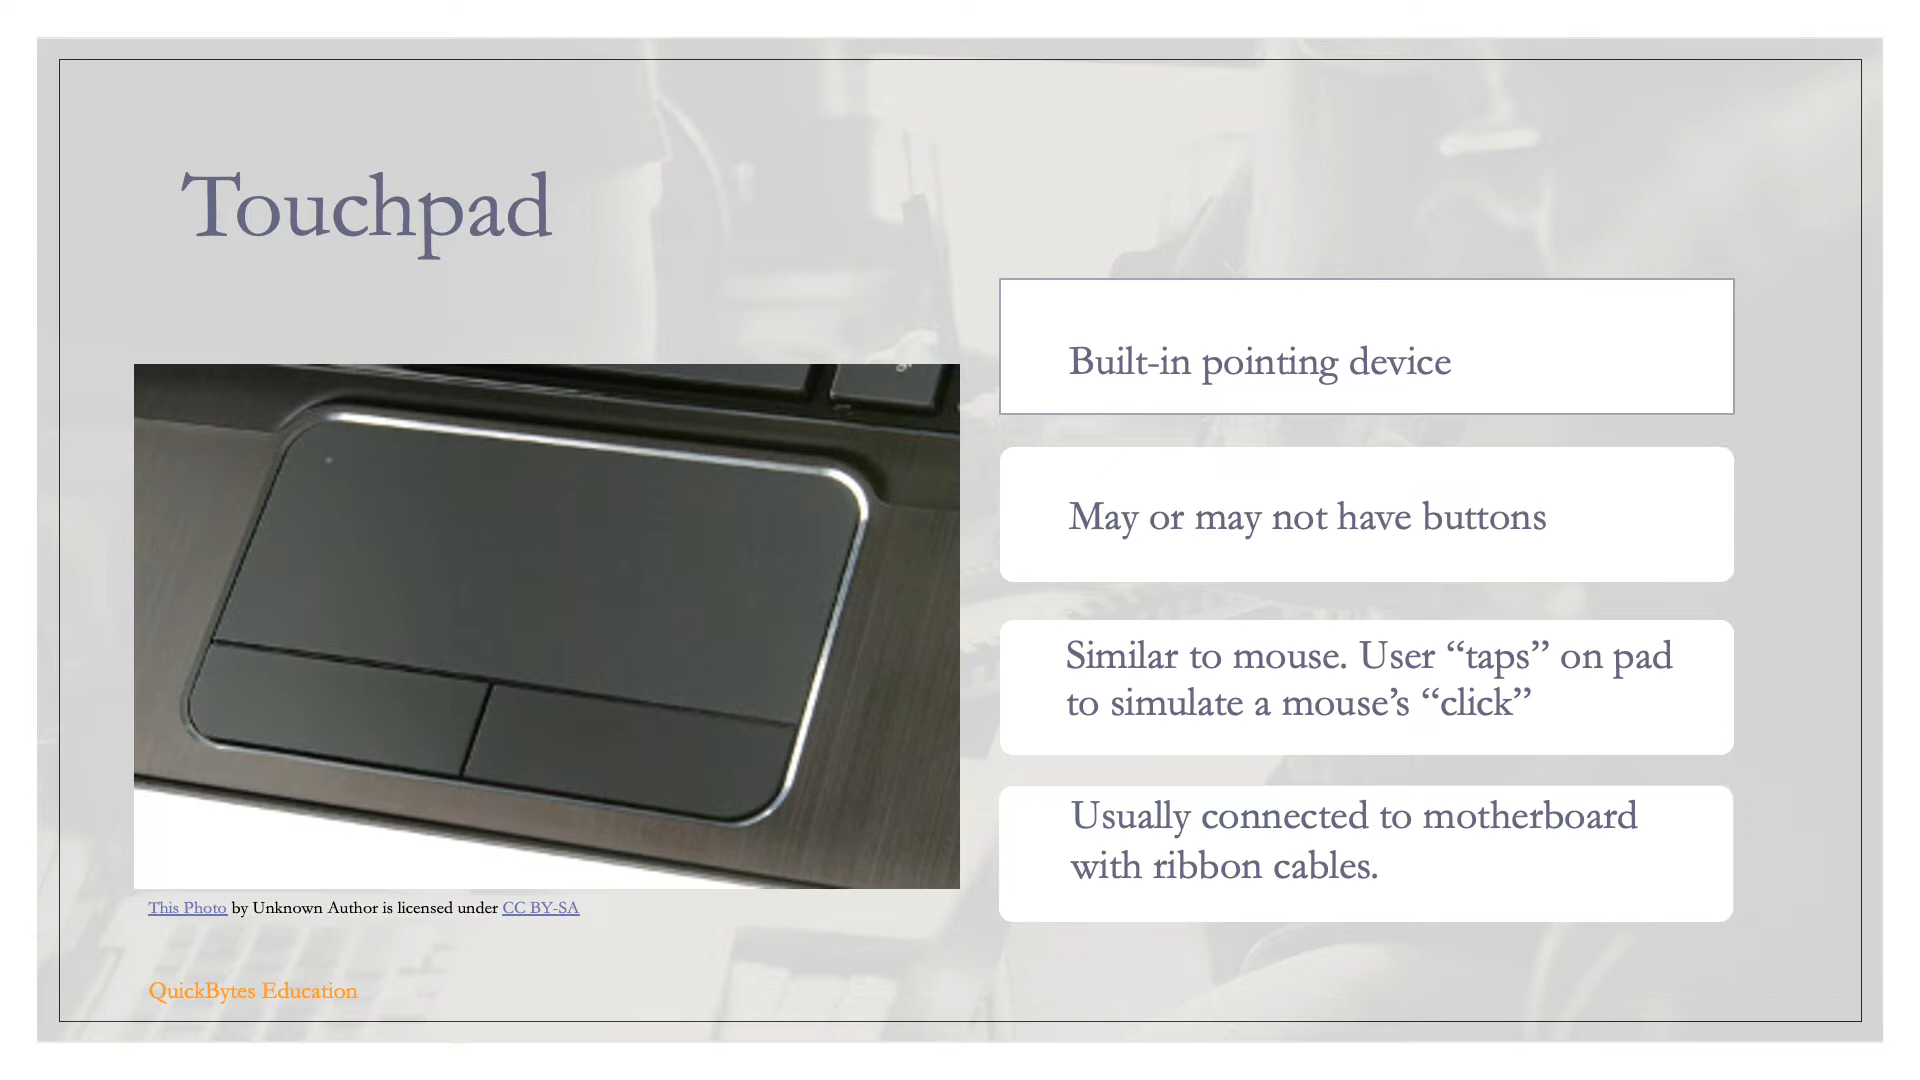 Touchpad
Built-in pointing device
May or may not have buttons
Similar to mouse. User “taps” on pad
to simulate a mouse’s “click”
Usually connected to motherboard
with ribbon cables.
This Photo by Unknown Author is licensed under CC BY-SA
QuickBytes Education